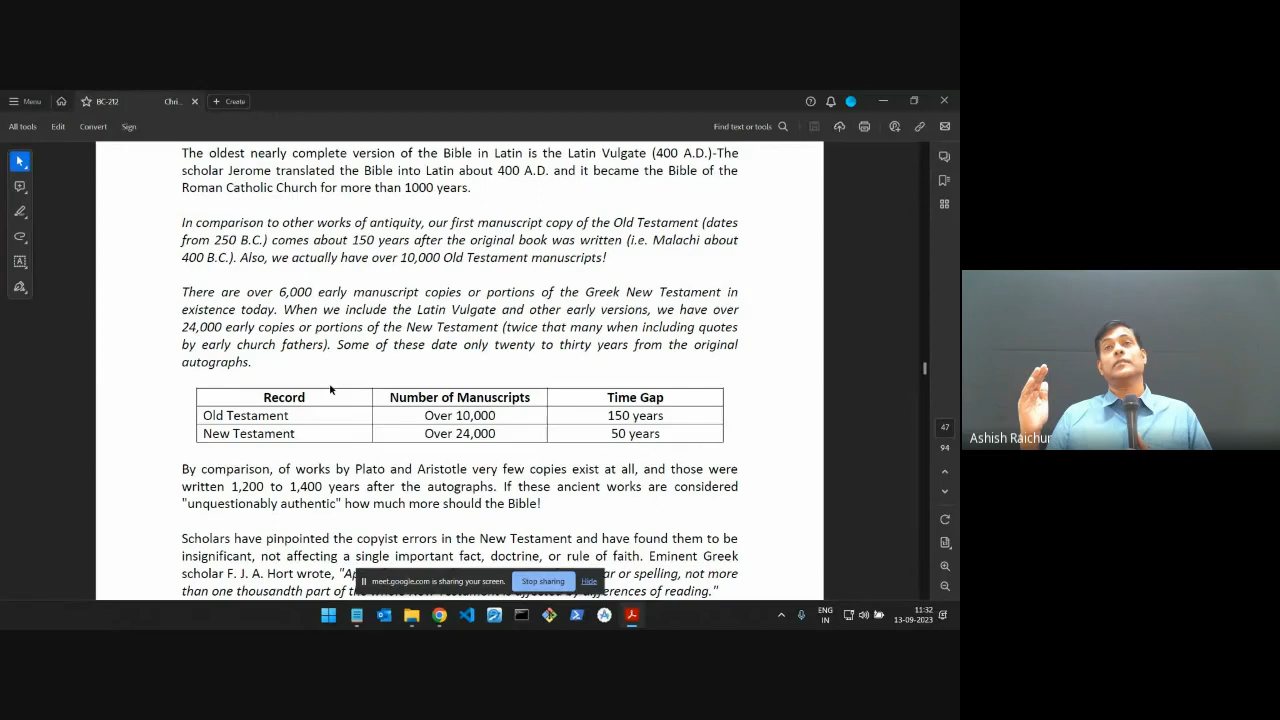 Menu
BC-212
Chri...
Create
All tools
Edit
Convert
Sign
Find text or tools
The oldest nearly complete version of the Bible in Latin is the Latin Vulgate (400 A.D.)-The
scholar Jerome translated the Bible into Latin about 400 A.D. and it became the Bible of the
Roman Catholic Church for more than 1000 years.
In comparison to other works of antiquity, our first manuscript copy of the Old Testament (dates
from 250 B.C.) comes about 150 years after the original book was written (i.e. Malachi about
400 B.C.). Also, we actually have over 10,000 Old Testament manuscripts!
There are over 6,000 early manuscript copies or portions of the Greek New Testament in
existence today. When we include the Latin Vulgate and other early versions, we have over
24,000 early copies or portions of the New Testament (twice that many when including quotes
by early church fathers). Some of these date only twenty to thirty years from the original
autographs.
Record Number of Manuscripts Time Gap
Old Testament Over 10,000 150 years
New Testament Over 24,000 50 years
By comparison, of works by Plato and Aristotle very few copies exist at all, and those were
written 1,200 to 1,400 years after the autographs. If these ancient works are considered
"unquestionably authentic" how much more should the Bible!
Scholars have pinpointed the copyist errors in the New Testament and have found them to be
insignificant, not affecting a single important fact, doctrine, or rule of faith. Eminent Greek
scholar F. J. A. Hort wrote, "Ap ar or spelling, not more
than one thousandth part of the whole New Testament is affected by differences of reading."
meet.google.com is sharing your screen.
Stop sharing
Hide
47
94
Ashish Raichur
ENG
IN
11:32
13-09-2023